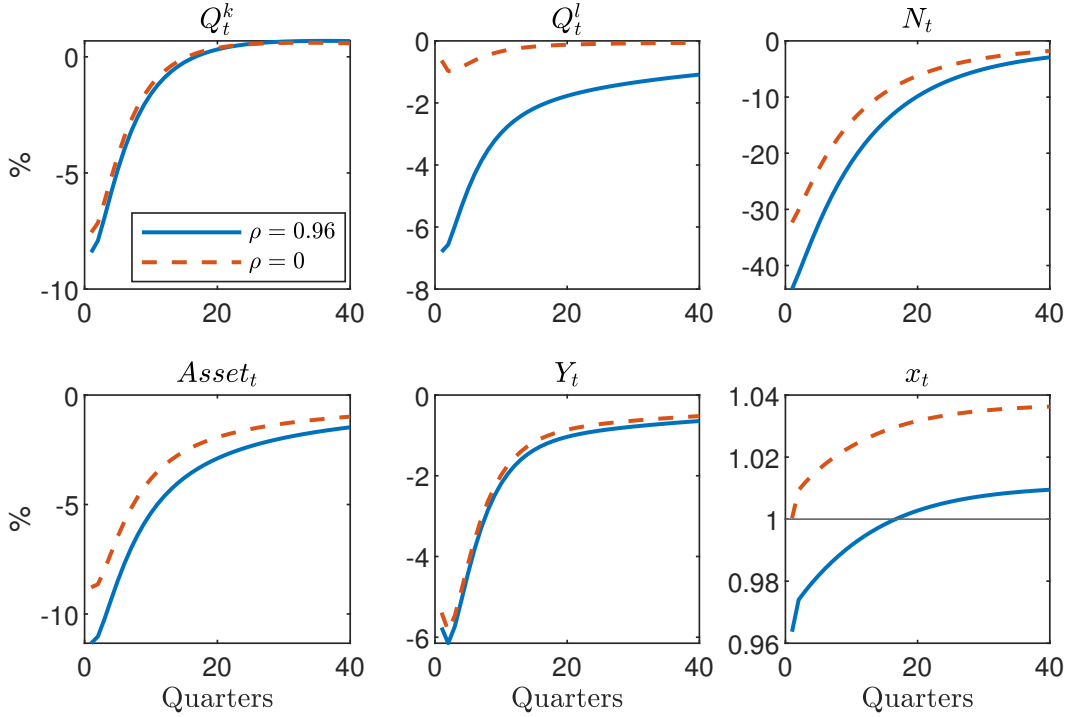 $Q_t^k$
%
0
-5
-10
0 20 40
ρ = 0.96
ρ = 0
$Q_t^l$
0
-2
-4
-6
-8
0 20 40
$N_t$
0
-10
-20
-30
-40
0 20 40
$Asset_t$
%
0
-5
-10
0 20 40
Quarters
$Y_t$
0
-2
-4
-6
0 20 40
Quarters
$x_t$
1.04
1.02
1
0.98
0.96
0 20 40
Quarters